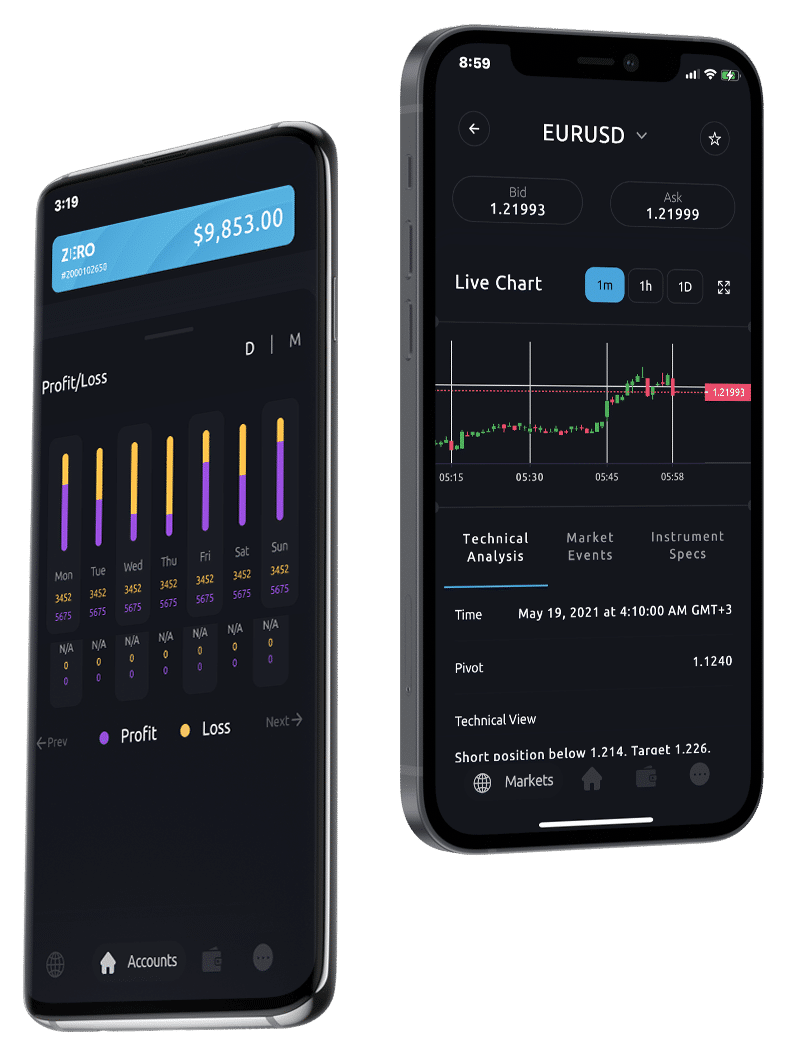 3:19
ZERO
$9,853.00
#2000102650
D | M
Profit/Loss
Mon Tue Wed Thu Fri Sat Sun
3452 3452 3452 3452 3452 3452 3452
5675 5675 5675 5675 5675 5675 5675
N/A N/A N/A N/A N/A N/A N/A
0 0 0 0 0 0 0
0 0 0 0 0 0 0
←Prev Profit Loss Next→
Accounts
8:59
EURUSD
Bid
1.21993
Ask
1.21999
Live Chart 1m 1h 1D
1.21993
05:15 05:30 05:45 05:58
Technical
Analysis
Market
Events
Instrument
Specs
Time May 19, 2021 at 4:10:00 AM GMT+3
Pivot 1.1240
Technical View
Short position below 1.214. Target 1.226.
Markets